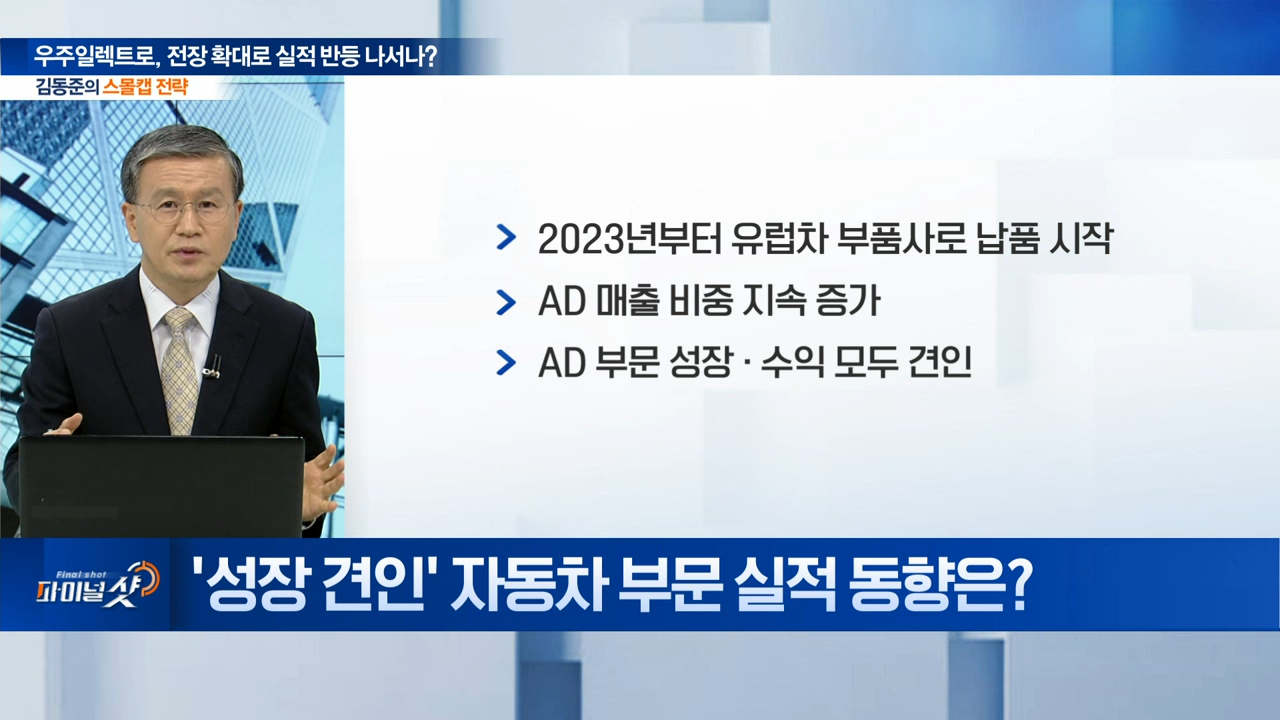 우주일렉트로, 전장 확대로 실적 반등 나서나?
김동준의 스몰캡 전략
2023년부터 유럽차 부품사로 납품 시작
AD 매출 비중 지속 증가
AD 부문 성장 · 수익 모두 견인
Final shot
파이널 샷
'성장 견인' 자동차 부문 실적 동향은?